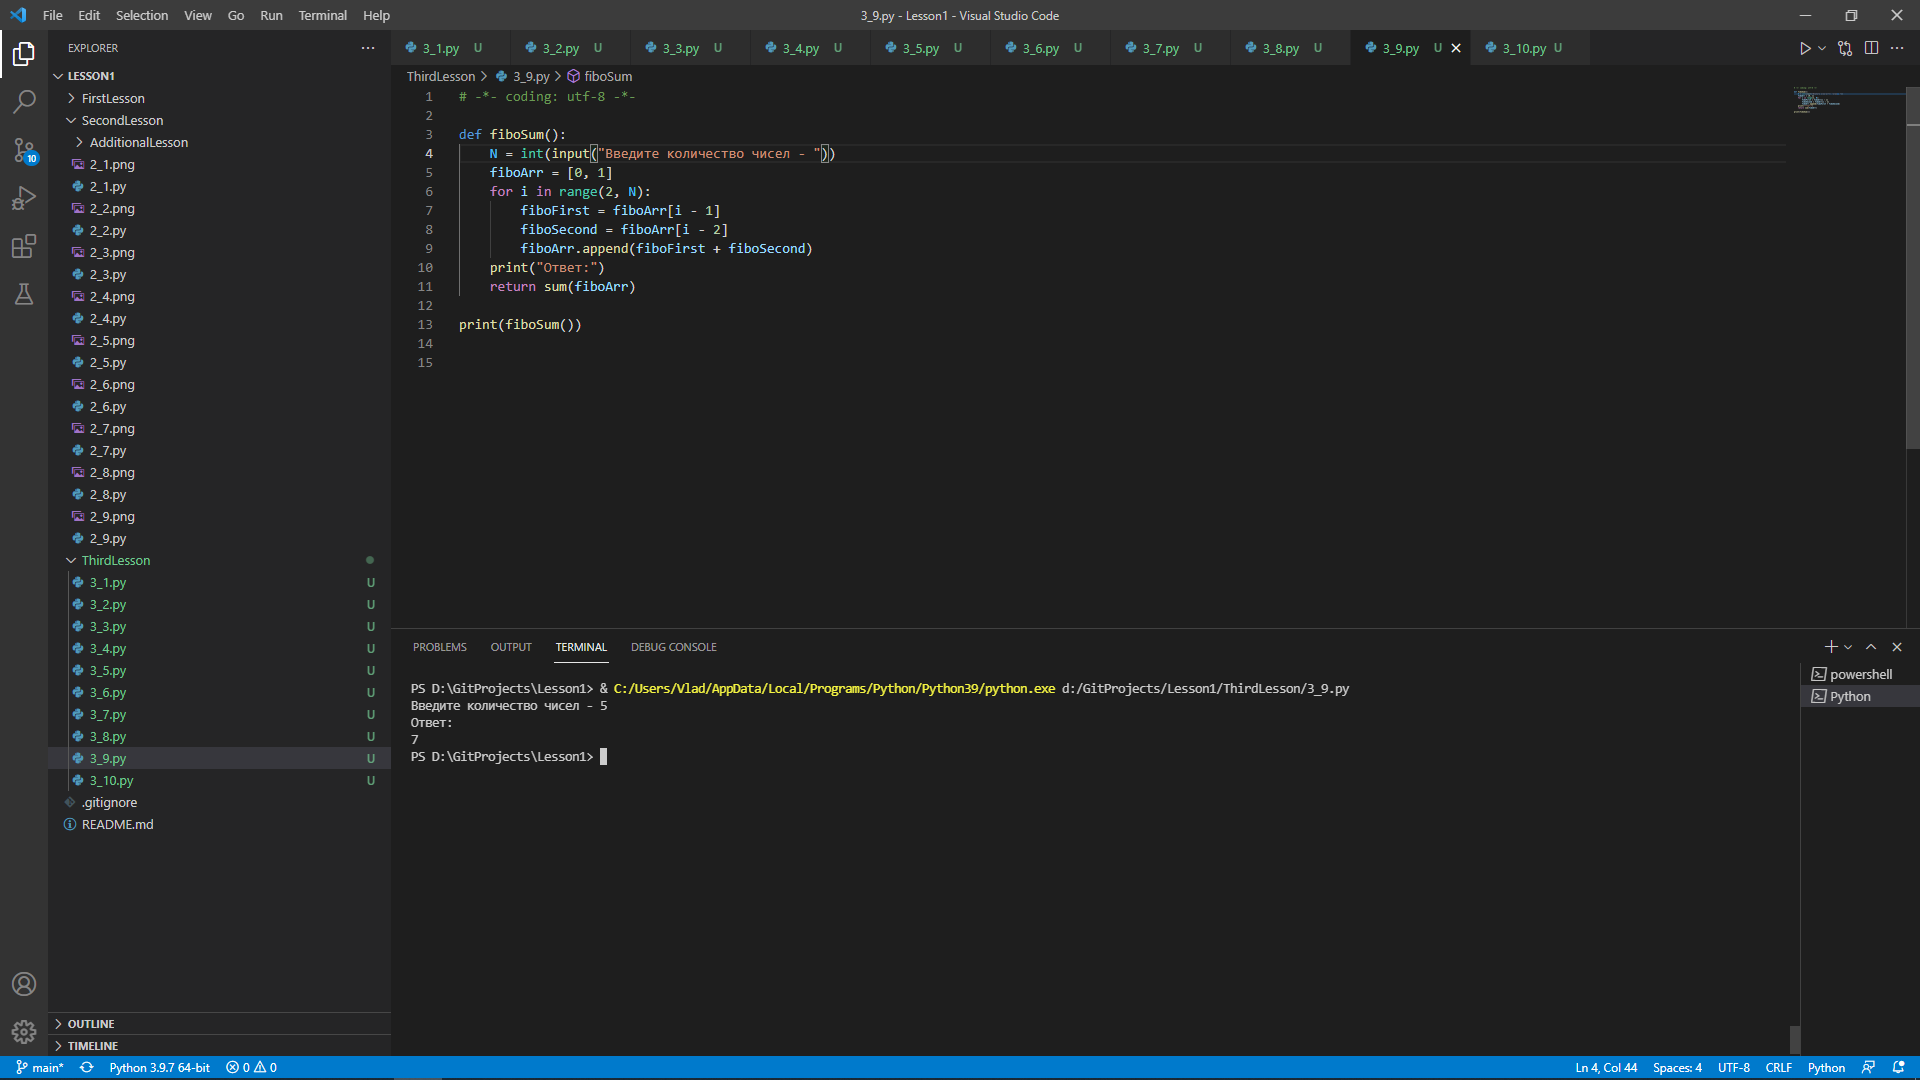 File Edit Selection View Go Run Terminal Help
3_9.py - Lesson1 - Visual Studio Code
EXPLORER
LESSON1
FirstLesson
SecondLesson
AdditionalLesson
2_1.png
2_1.py
2_2.png
2_2.py
2_3.png
2_3.py
2_4.png
2_4.py
2_5.png
2_5.py
2_6.png
2_6.py
2_7.png
2_7.py
2_8.png
2_8.py
2_9.png
2_9.py
ThirdLesson
3_1.py U
3_2.py U
3_3.py U
3_4.py U
3_5.py U
3_6.py U
3_7.py U
3_8.py U
3_9.py U
3_10.py U
.gitignore
README.md
OUTLINE
TIMELINE
10
3_1.py U 3_2.py U 3_3.py U 3_4.py U 3_5.py U 3_6.py U 3_7.py U 3_8.py U 3_9.py U 3_10.py U
ThirdLesson > 3_9.py > fiboSum
1 # -*- coding: utf-8 -*-
2
3 def fiboSum():
4 N = int(input("Введите количество чисел - "))
5 fiboArr = [0, 1]
6 for i in range(2, N):
7 fiboFirst = fiboArr[i - 1]
8 fiboSecond = fiboArr[i - 2]
9 fiboArr.append(fiboFirst + fiboSecond)
10 print("Ответ:")
11 return sum(fiboArr)
12
13 print(fiboSum())
14
15
PROBLEMS OUTPUT TERMINAL DEBUG CONSOLE
PS D:\GitProjects\Lesson1> & C:/Users/Vlad/AppData/Local/Programs/Python/Python39/python.exe d:/GitProjects/Lesson1/ThirdLesson/3_9.py
Введите количество чисел - 5
Ответ:
7
PS D:\GitProjects\Lesson1>
powershell
Python
main* Python 3.9.7 64-bit 0 0
Ln 4, Col 44 Spaces: 4 UTF-8 CRLF Python